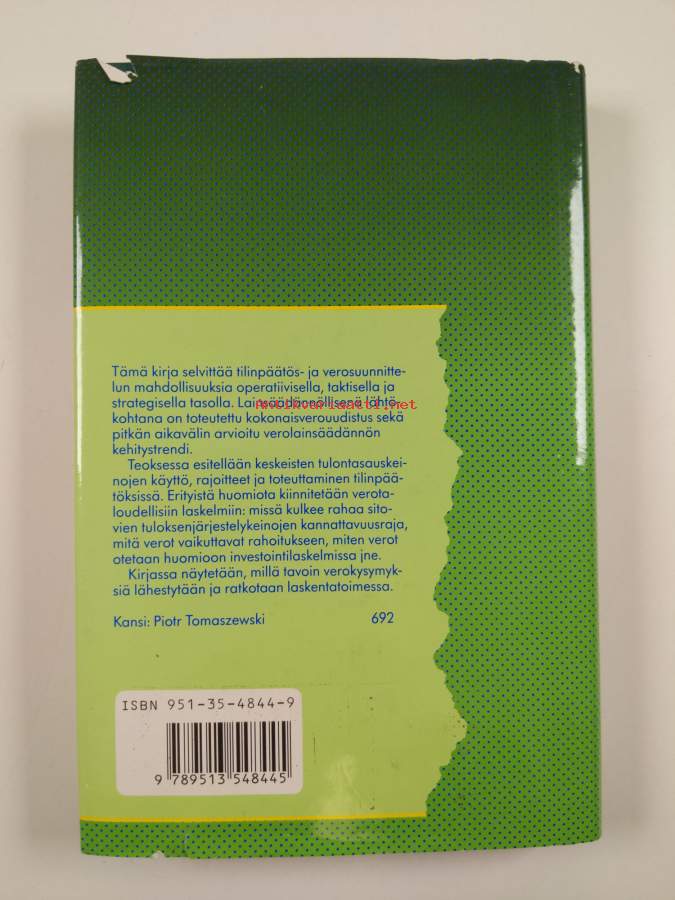 Tämä kirja selvittää tilinpäätös- ja verosuunnitte-
lun mahdollisuuksia operatiivisella, taktisella ja
strategisella tasolla. Lainsäädännöllisenä lähtö-
Antikvariaatti.net
kohtana on toteutettu kokonaisverouudistus sekä
pitkän aikavälin arvioitu verolainsäädännön
kehitystrendi.
Teoksessa esitellään keskeisten tulontasauskei-
nojen käyttö, rajoitteet ja toteuttaminen tilinpää-
töksissä. Erityistä huomiota kiinnitetään verota-
loudellisiin laskelmiin: missä kulkee rahaa sito-
vien tuloksenjärjestelykeinojen kannattavuusraja,
mitä verot vaikuttavat rahoitukseen, miten verot
otetaan huomioon investointilaskelmissa jne.
Kirjassa näytetään, millä tavoin verokysymyk-
siä lähestytään ja ratkotaan laskentatoimessa.
Kansi: Piotr Tomaszewski 692
ISBN 951-35-4844-9
9 789513 548445